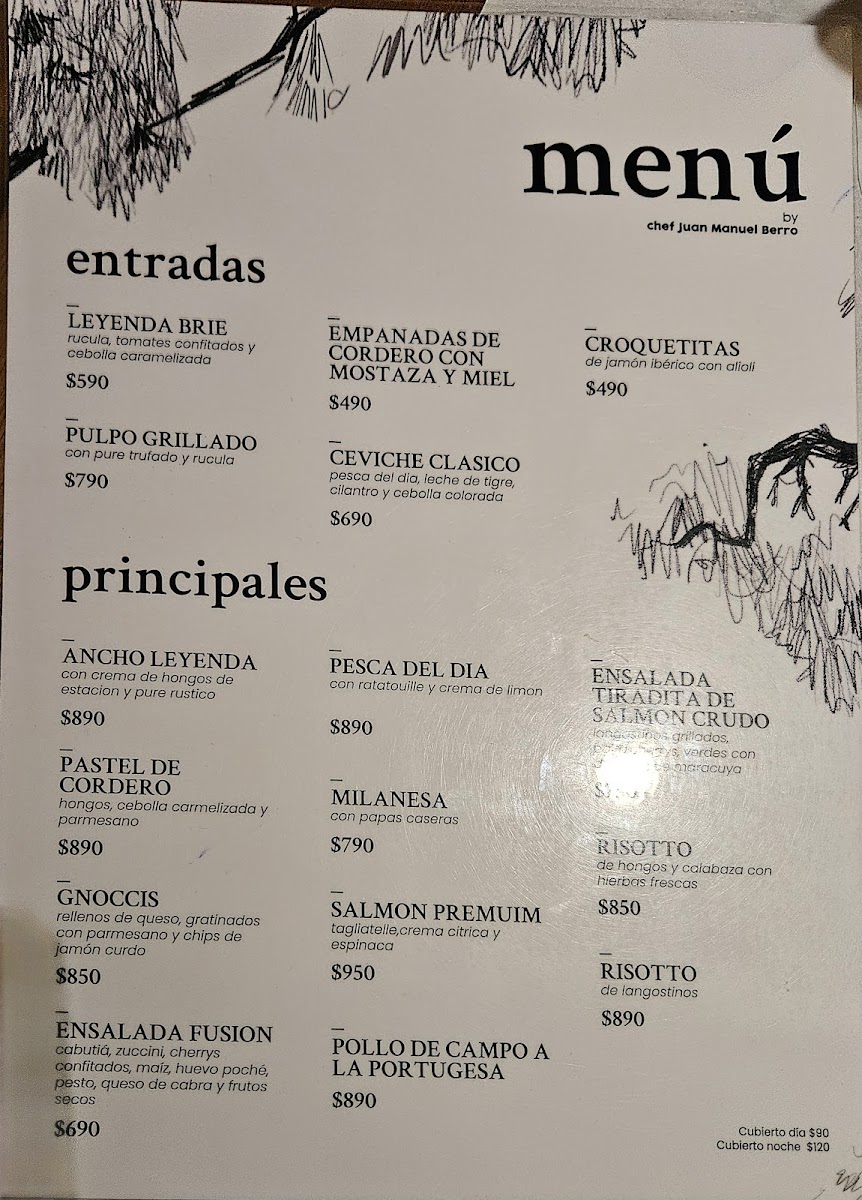 menú
by
chef Juan Manuel Berro
entradas
LEYENDA BRIE
rucula, tomates confitados y
cebolla caramelizada
$590
PULPO GRILLADO
con pure trufado y rucula
$790
EMPANADAS DE
CORDERO CON
MOSTAZA Y MIEL
$490
CEVICHE CLASICO
pesca del dia, leche de tigre,
cilantro y cebolla colorada
$690
CROQUETITAS
de jamón ibérico con alioli
$490
principales
ANCHO LEYENDA
con crema de hongos de
estacion y pure rustico
$890
PASTEL DE
CORDERO
hongos, cebolla carmelizada y
parmesano
$890
GNOCCIS
rellenos de queso, gratinados
con parmesano y chips de
jamón curdo
$850
ENSALADA FUSION
cabutiá, zuccini, cherrys
confitados, maíz, huevo poché,
pesto, queso de cabra y frutos
secos
$690
PESCA DEL DIA
con ratatouille y crema de limon
$890
MILANESA
con papas caseras
$790
SALMON PREMUIM
tagliatelle,crema citrica y
espinaca
$950
POLLO DE CAMPO A
LA PORTUGESA
$890
ENSALADA
TIRADITA DE
SALMON CRUDO
langostinos grillados,
verdes con
maracuya
RISOTTO
de hongos y calabaza con
hierbas frescas
$850
RISOTTO
de langostinos
$890
Cubierto día $90
Cubierto noche $120